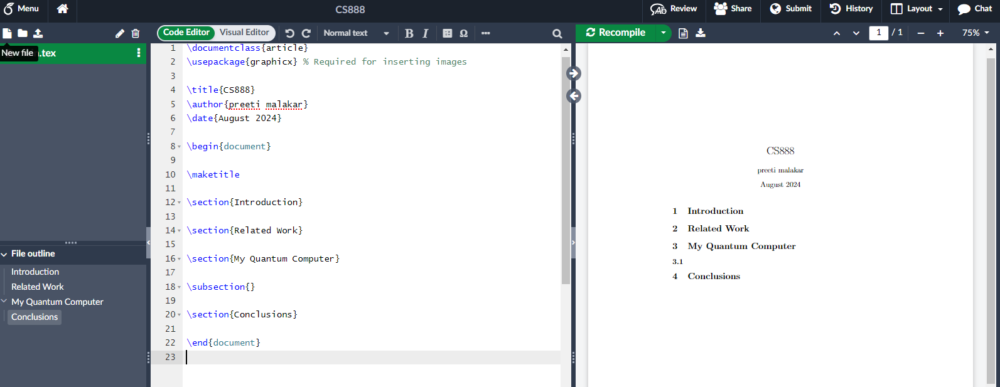 Menu
CS888
Review
Share
Submit
History
Layout
Chat
Code Editor
Visual Editor
Normal text
B
I
Ω
Recompile
1 / 1
75%
New file
.tex
1 \documentclass{article}
2 \usepackage{graphicx} % Required for inserting images
3
4 \title{CS888}
5 \author{preeti malakar}
6 \date{August 2024}
7
8 \begin{document}
9
10 \maketitle
11
12 \section{Introduction}
13
14 \section{Related Work}
15
16 \section{My Quantum Computer}
17
18 \subsection{}
19
20 \section{Conclusions}
21
22 \end{document}
23
File outline
Introduction
Related Work
My Quantum Computer
Conclusions
CS888
preeti malakar
August 2024
1 Introduction
2 Related Work
3 My Quantum Computer
3.1
4 Conclusions